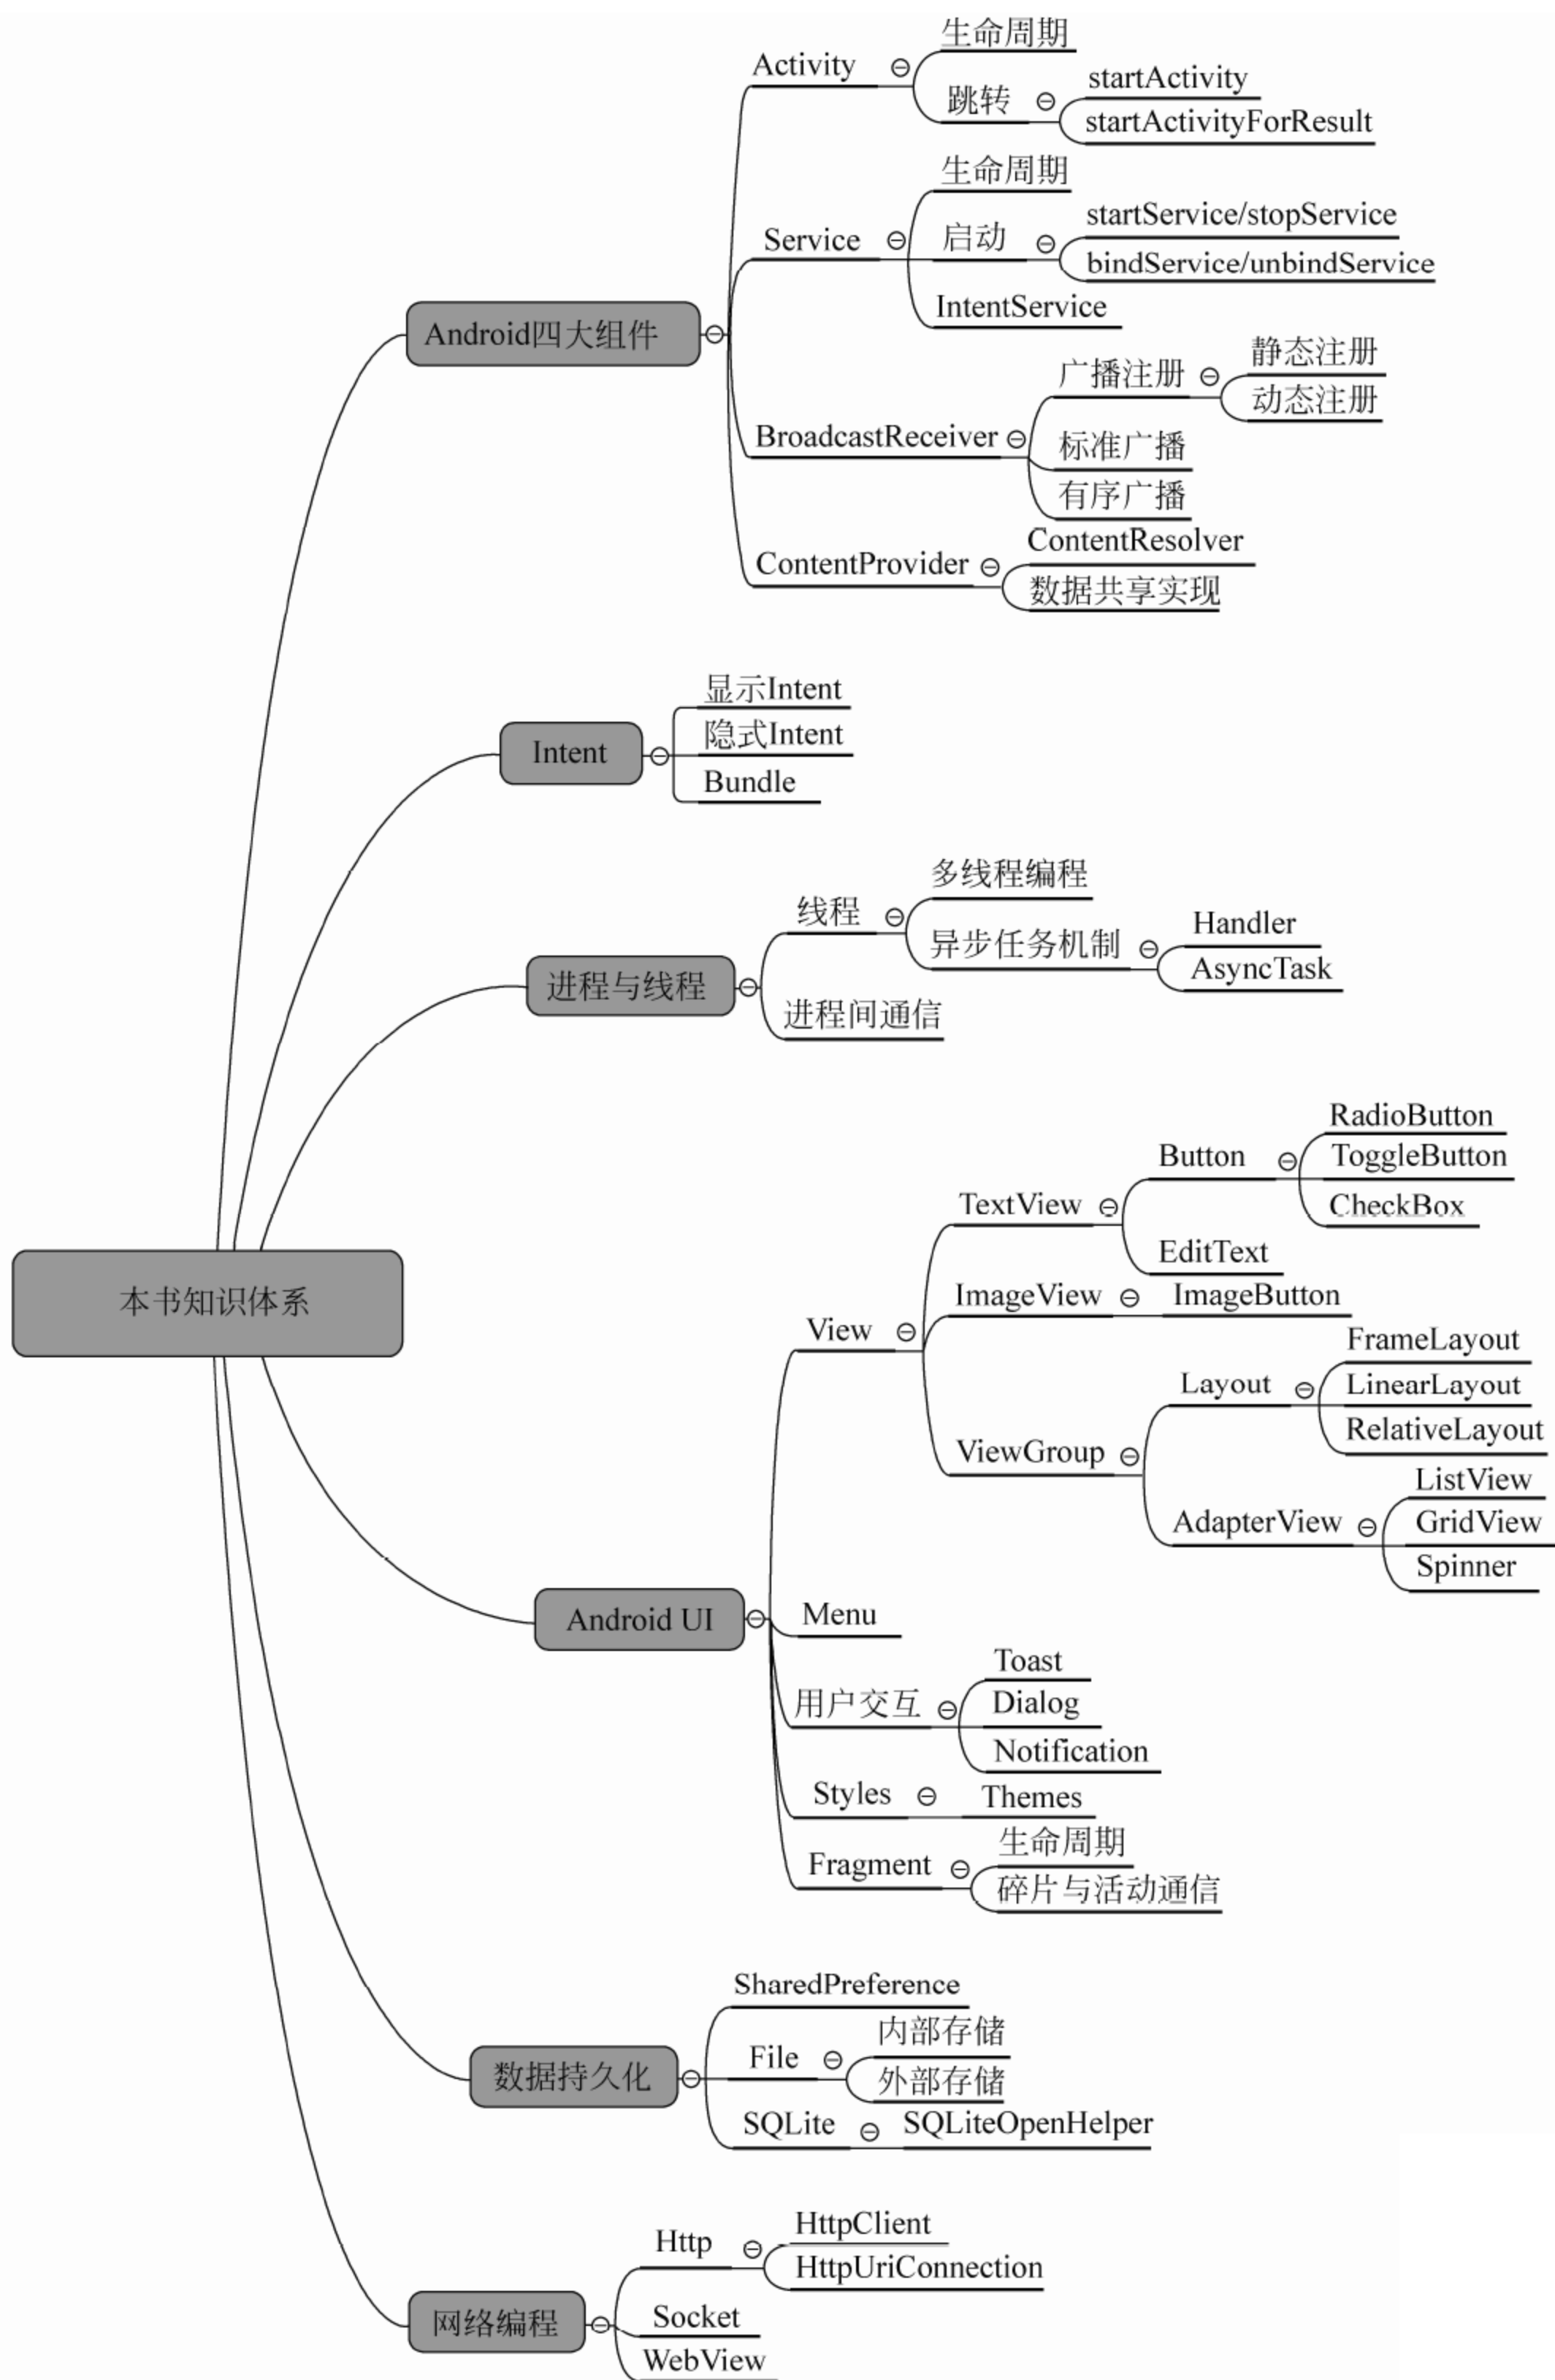 本书知识体系
Android四大组件
Activity
生命周期
跳转
startActivity
startActivityForResult
Service
生命周期
启动
startService/stopService
bindService/unbindService
IntentService
BroadcastReceiver
广播注册
静态注册
动态注册
标准广播
有序广播
ContentProvider
ContentResolver
数据共享实现
Intent
显示Intent
隐式Intent
Bundle
进程与线程
线程
多线程编程
异步任务机制
Handler
AsyncTask
进程间通信
Android UI
View
TextView
Button
RadioButton
ToggleButton
CheckBox
EditText
ImageView
ImageButton
ViewGroup
Layout
FrameLayout
LinearLayout
RelativeLayout
AdapterView
ListView
GridView
Spinner
Menu
用户交互
Toast
Dialog
Notification
Styles
Themes
Fragment
生命周期
碎片与活动通信
数据持久化
SharedPreference
File
内部存储
外部存储
SQLite
SQLiteOpenHelper
网络编程
Http
HttpClient
HttpUriConnection
Socket
WebView